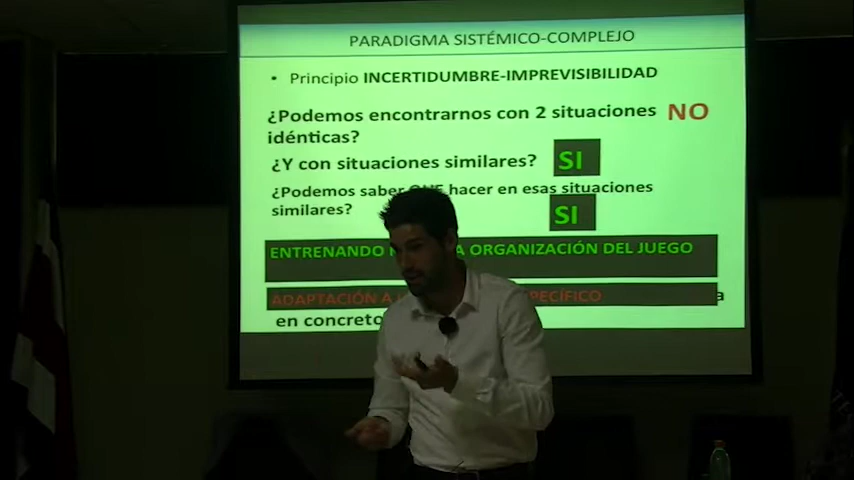 PARADIGMA SISTÉMICO-COMPLEJO
• Principio INCERTIDUMBRE-IMPREVISIBILIDAD
¿Podemos encontrarnos con 2 situaciones NO
idénticas?
¿Y con situaciones similares? SI
¿Podemos saber QUE hacer en esas situaciones
similares? SI
ENTRENANDO A ORGANIZACIÓN DEL JUEGO
ADAPTACIÓN A ESPECÍFICO a
en concreto